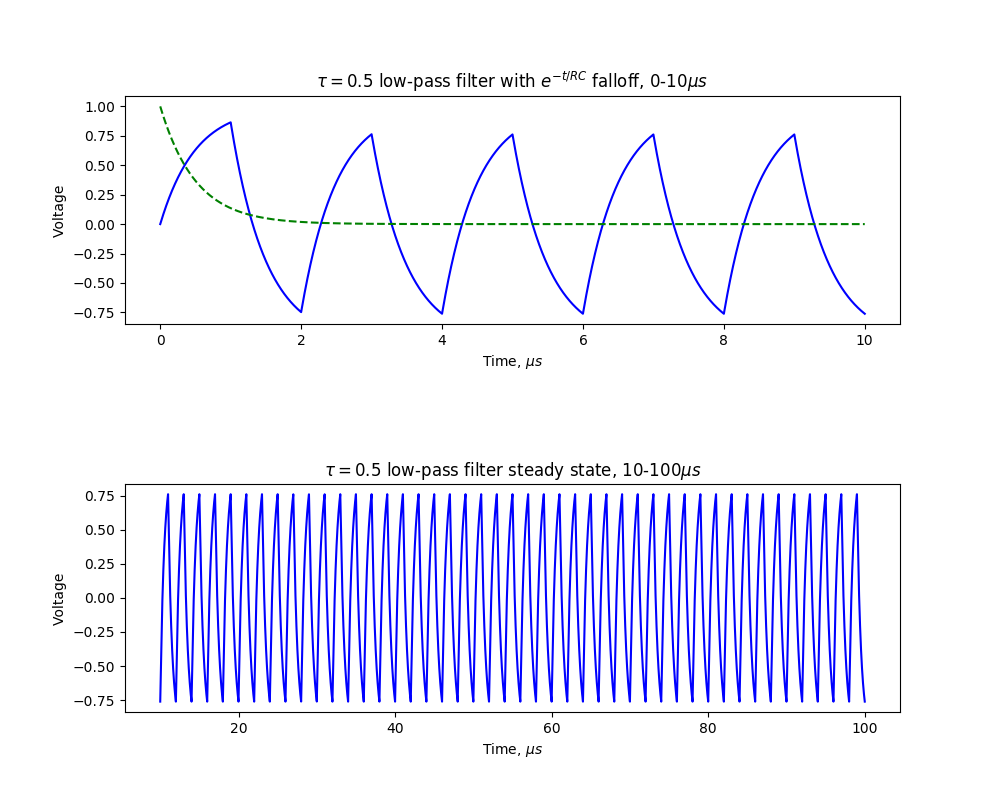 τ = 0.5 low-pass filter with e^{-t/RC} falloff, 0-10μs
1.00
0.75
0.50
0.25
0.00
−0.25
−0.50
−0.75
Voltage
0 2 4 6 8 10
Time, μs
τ = 0.5 low-pass filter steady state, 10-100μs
0.75
0.50
0.25
0.00
−0.25
−0.50
−0.75
Voltage
20 40 60 80 100
Time, μs